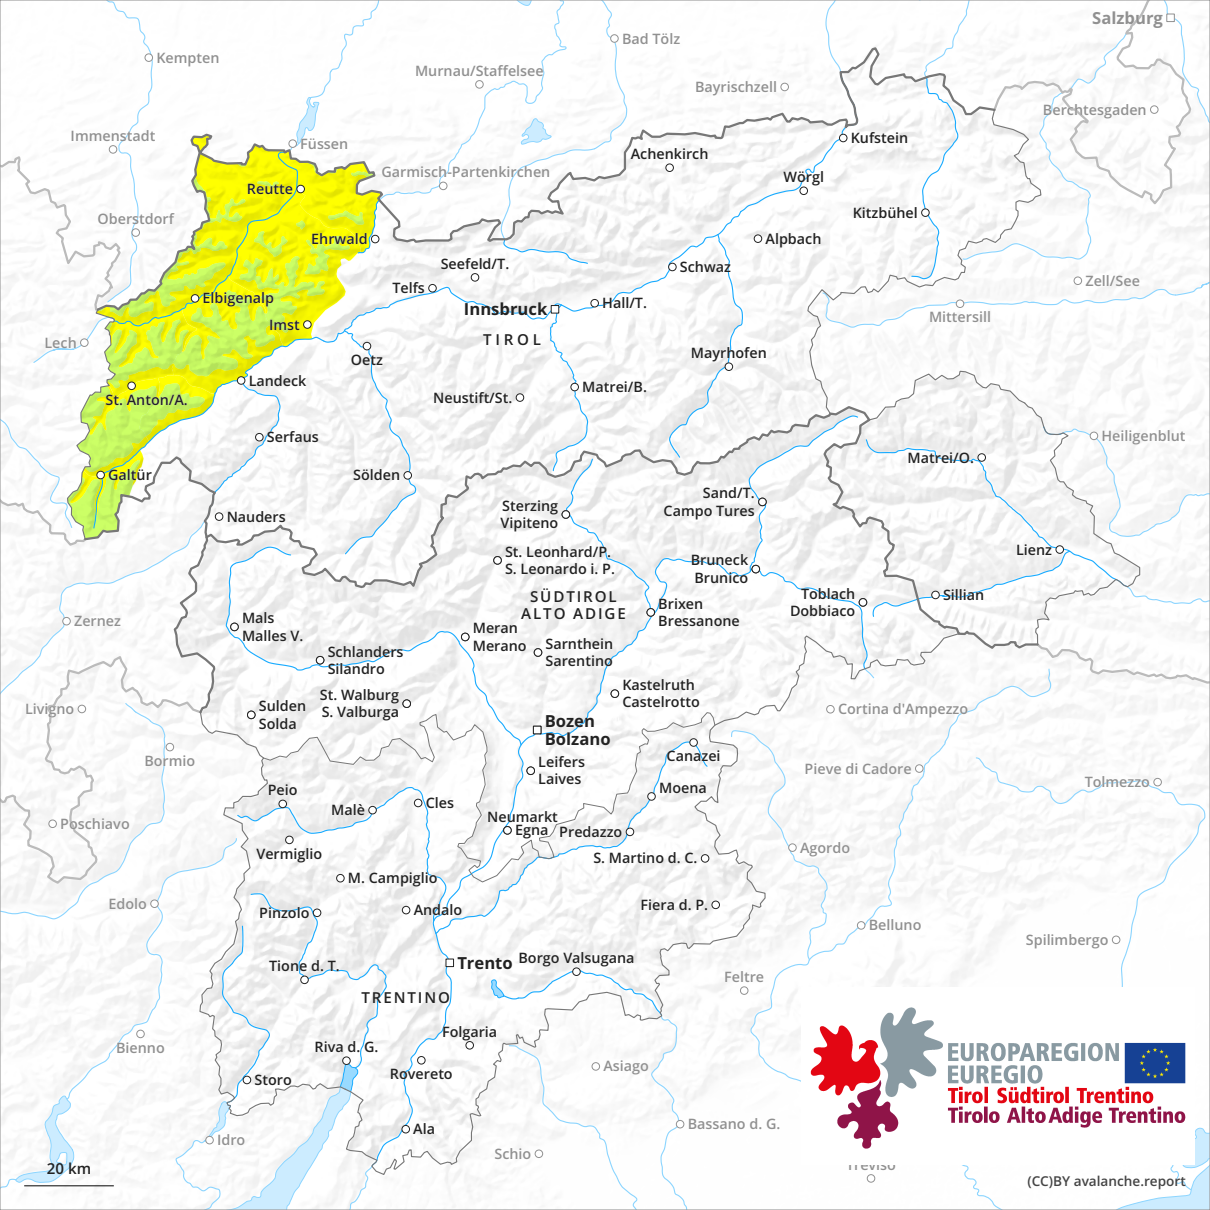 Salzburg
Bad Tölz
Kempten
Murnau/Staffelsee
Bayrischzell
Berchtesgaden
Immenstadt
Füssen
Kufstein
Achenkirch
Garmisch-Partenkirchen
Wörgl
Reutte
Oberstdorf
Kitzbühel
Ehrwald
Alpbach
Seefeld/T.
Schwaz
Zell/See
Telfs
Elbigenalp
Hall/T.
Innsbruck
Mittersill
Imst
TIROL
Lech
Oetz
Mayrhofen
Landeck
Matrei/B.
St. Anton/A.
Neustift/St.
Serfaus
Heiligenblut
Matrei/O.
Galtür
Sölden
Sand/T.
Campo Tures
Sterzing
Vipiteno
Nauders
Lienz
St. Leonhard/P.
S. Leonardo i. P.
Bruneck
Brunico
SÜDTIROL
ALTO ADIGE
Toblach
Dobbiaco
Sillian
Brixen
Bressanone
Zernez
Mals
Malles V.
Meran
Merano
Sarnthein
Sarentino
Schlanders
Silandro
Kastelruth
Castelrotto
St. Walburg
S. Valburga
Sulden
Solda
Livigno
Cortina d'Ampezzo
Bozen
Bolzano
Canazei
Bormio
Leifers
Laives
Pieve di Cadore
Tolmezzo
Peio
Moena
Malè
Cles
Neumarkt
Egna
Predazzo
Poschiavo
Agordo
Vermiglio
S. Martino d. C.
M. Campiglio
Edolo
Pinzolo
Andalo
Fiera d. P.
Belluno
Spilimbergo
Trento
Borgo Valsugana
Tione d. T.
Feltre
TRENTINO
Folgaria
Bienno
Riva d. G.
Rovereto
Asiago
Storo
EUROPAREGION
EUREGIO
Tirol Südtirol Trentino
Tirolo Alto Adige Trentino
Ala
Bassano d. G.
Idro
Schio
Treviso
20 km
(CC)BY avalanche.report